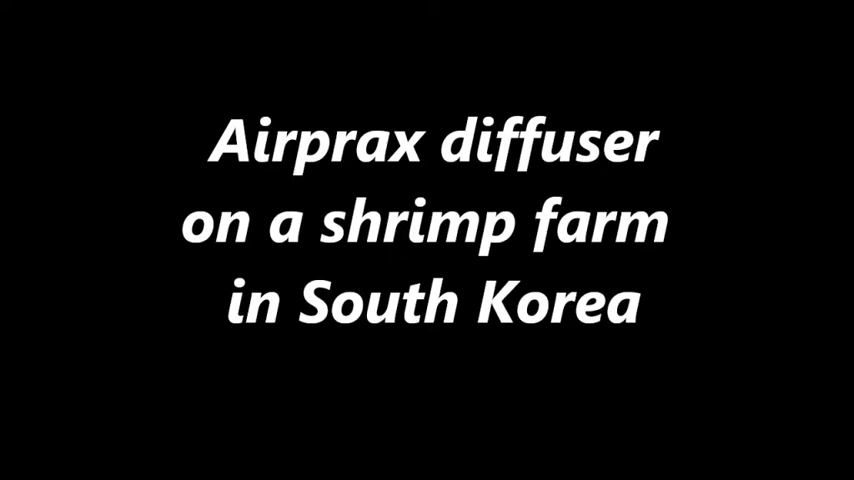 Airprax diffuser
on a shrimp farm
in South Korea